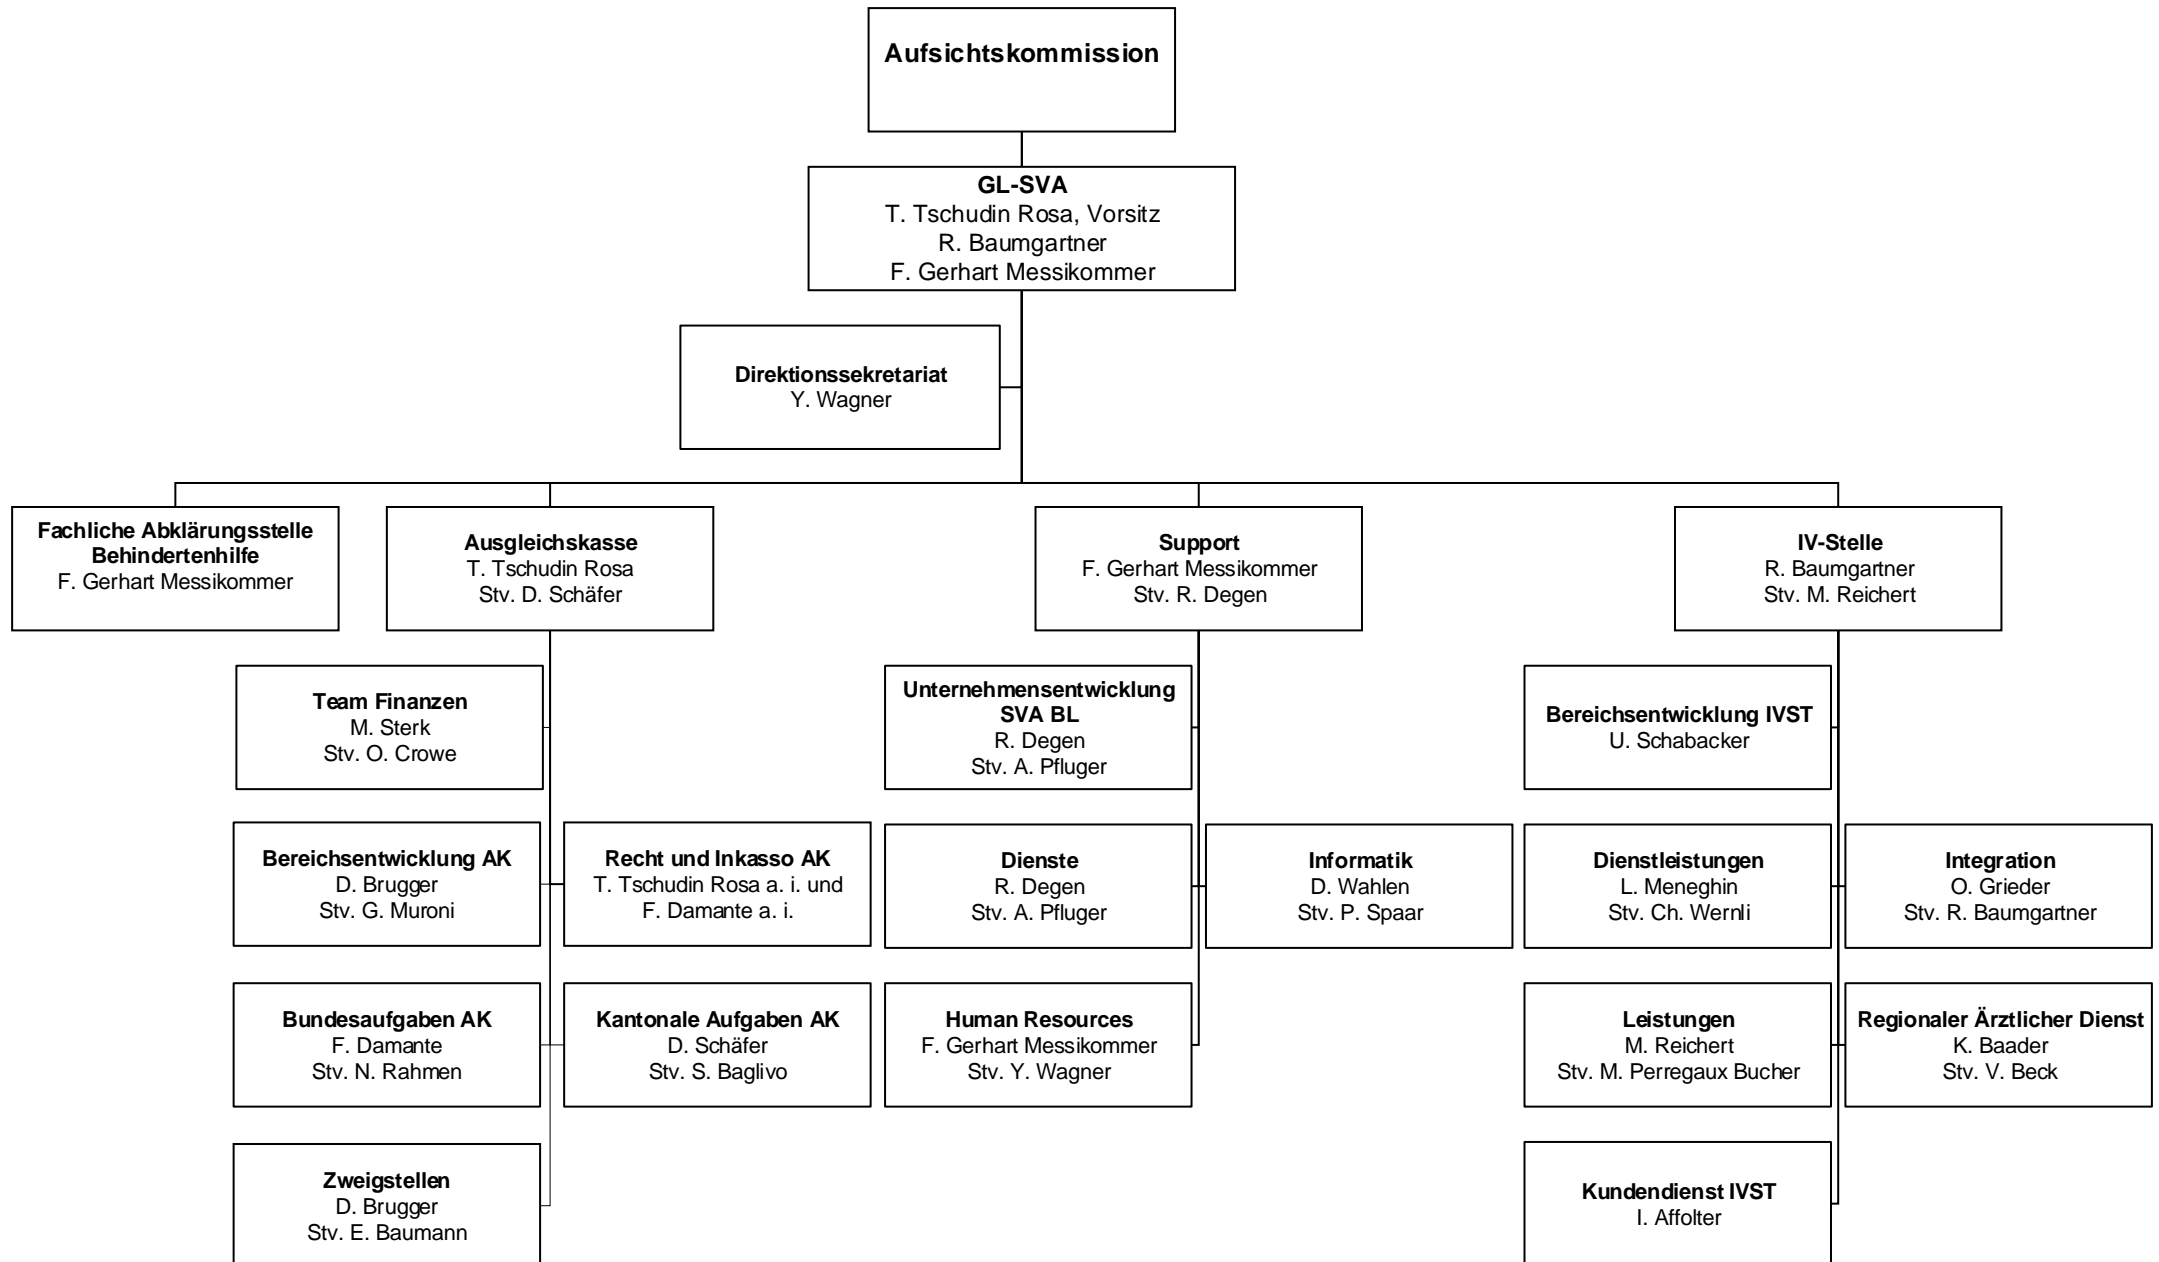 Aufsichtskommission
GL-SVA
T. Tschudin Rosa, Vorsitz
R. Baumgartner
F. Gerhart Messikommer
Direktionssekretariat
Y. Wagner
Fachliche Abklärungsstelle
Behindertenhilfe
F. Gerhart Messikommer
Ausgleichskasse
T. Tschudin Rosa
Stv. D. Schäfer
Support
F. Gerhart Messikommer
Stv. R. Degen
IV-Stelle
R. Baumgartner
Stv. M. Reichert
Team Finanzen
M. Sterk
Stv. O. Crowe
Unternehmensentwicklung
SVA BL
R. Degen
Stv. A. Pfluger
Bereichsentwicklung IVST
U. Schabacker
Bereichsentwicklung AK
D. Brugger
Stv. G. Muroni
Recht und Inkasso AK
T. Tschudin Rosa a. i. und
F. Damante a. i.
Dienste
R. Degen
Stv. A. Pfluger
Informatik
D. Wahlen
Stv. P. Spaar
Dienstleistungen
L. Meneghin
Stv. Ch. Wernli
Integration
O. Grieder
Stv. R. Baumgartner
Bundesaufgaben AK
F. Damante
Stv. N. Rahmen
Kantonale Aufgaben AK
D. Schäfer
Stv. S. Baglivo
Human Resources
F. Gerhart Messikommer
Stv. Y. Wagner
Leistungen
M. Reichert
Stv. M. Perregaux Bucher
Regionaler Ärztlicher Dienst
K. Baader
Stv. V. Beck
Zweigstellen
D. Brugger
Stv. E. Baumann
Kundendienst IVST
I. Affolter